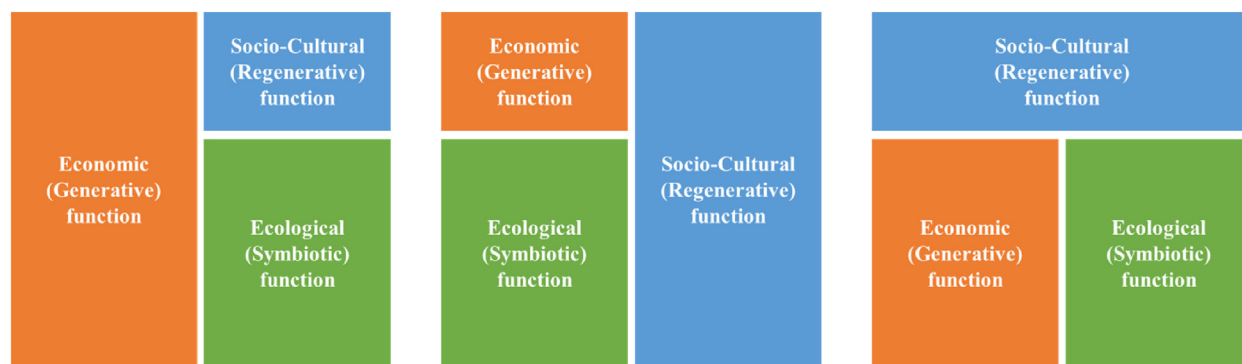 Economic
(Generative)
function
Socio-Cultural
(Regenerative)
function
Ecological
(Symbiotic)
function
Economic
(Generative)
function
Ecological
(Symbiotic)
function
Socio-Cultural
(Regenerative)
function
Socio-Cultural
(Regenerative)
function
Economic
(Generative)
function
Ecological
(Symbiotic)
function